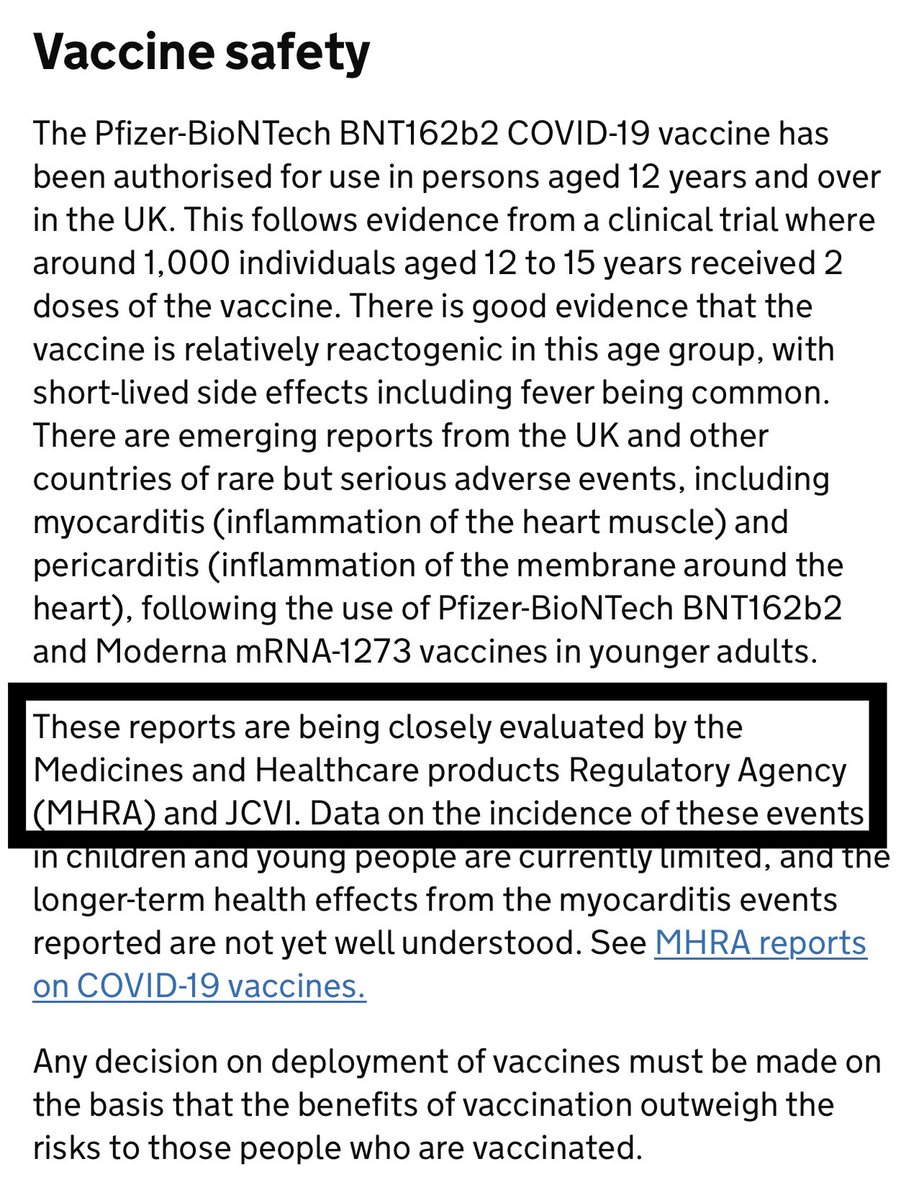 Vaccine safety
The Pfizer-BioNTech BNT162b2 COVID-19 vaccine has
been authorised for use in persons aged 12 years and over
in the UK. This follows evidence from a clinical trial where
around 1,000 individuals aged 12 to 15 years received 2
doses of the vaccine. There is good evidence that the
vaccine is relatively reactogenic in this age group, with
short-lived side effects including fever being common.
There are emerging reports from the UK and other
countries of rare but serious adverse events, including
myocarditis (inflammation of the heart muscle) and
pericarditis (inflammation of the membrane around the
heart), following the use of Pfizer-BioNTech BNT162b2
and Moderna mRNA-1273 vaccines in younger adults.
These reports are being closely evaluated by the
Medicines and Healthcare products Regulatory Agency
(MHRA) and JCVI. Data on the incidence of these events
in children and young people are currently limited, and the
longer-term health effects from the myocarditis events
reported are not yet well understood. See MHRA reports
on COVID-19 vaccines.
Any decision on deployment of vaccines must be made on
the basis that the benefits of vaccination outweigh the
risks to those people who are vaccinated.